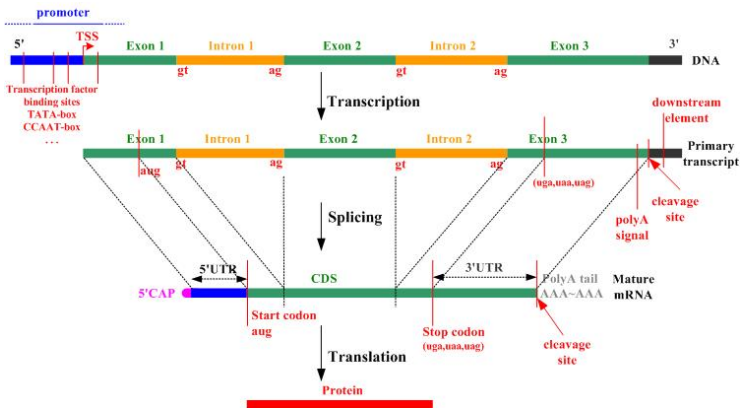 promoter
5' TSS Exon 1 Intron 1 Exon 2 Intron 2 Exon 3 3'
DNA
gt ag gt ag
Transcription factor
binding sites
TATA-box
CCAAT-box
...
Transcription
downstream
element
Exon 1 Intron 1 Exon 2 Intron 2 Exon 3
Primary
transcript
aug gt ag gt ag
(uga,uaa,uag)
polyA
signal
cleavage
site
Splicing
5'UTR CDS 3'UTR
5'CAP
PolyA tail
AAA~AAA
Mature
mRNA
Start codon
aug
Stop codon
(uga,uaa,uag)
cleavage
site
Translation
Protein